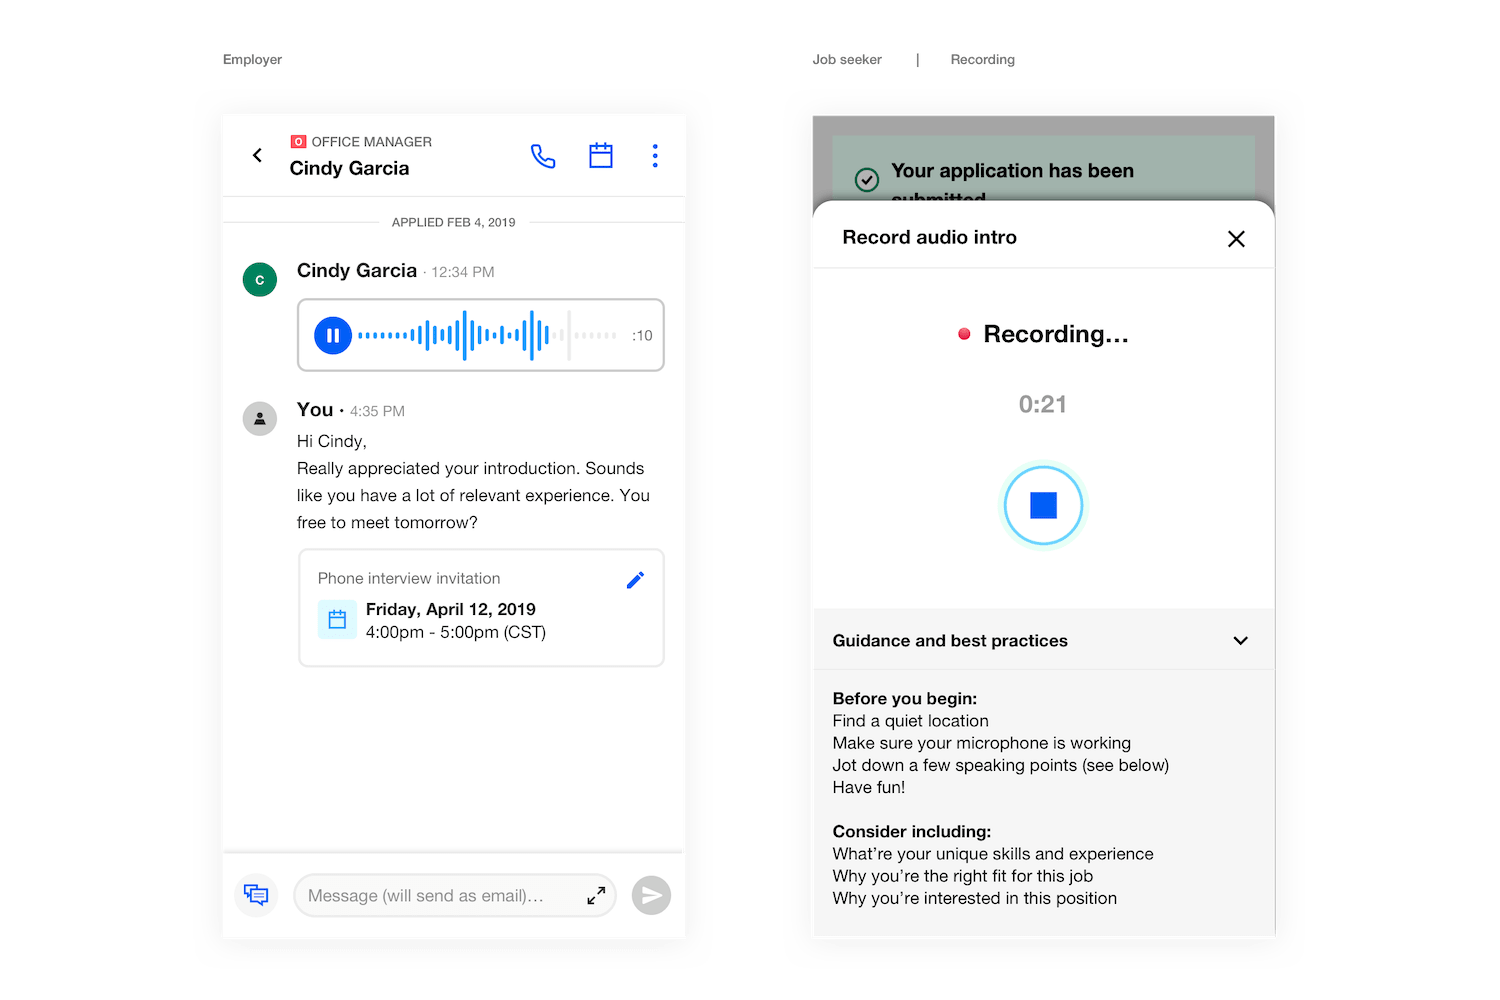 Employer
O OFFICE MANAGER
Cindy Garcia
APPLIED FEB 4, 2019
C
Cindy Garcia · 12:34 PM
:10
You · 4:35 PM
Hi Cindy,
Really appreciated your introduction. Sounds
like you have a lot of relevant experience. You
free to meet tomorrow?
Phone interview invitation
Friday, April 12, 2019
4:00pm - 5:00pm (CST)
Message (will send as email)...
Job seeker | Recording
Your application has been
submitted
Record audio intro
Recording...
0:21
Guidance and best practices
Before you begin:
Find a quiet location
Make sure your microphone is working
Jot down a few speaking points (see below)
Have fun!
Consider including:
What’re your unique skills and experience
Why you’re the right fit for this job
Why you’re interested in this position